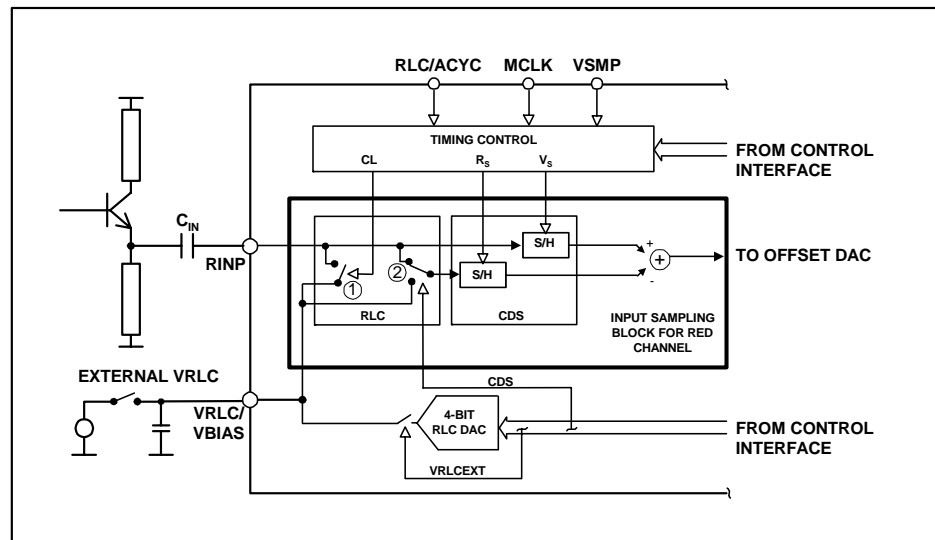 RLC/ACYC MCLK VSMP
TIMING CONTROL
CL RS VS
FROM CONTROL
INTERFACE
CIN
RINP
1
2
S/H
S/H
+
+
-
TO OFFSET DAC
RLC
CDS
INPUT SAMPLING
BLOCK FOR RED
CHANNEL
EXTERNAL VRLC
VRLC/
VBIAS
CDS
4-BIT
RLC DAC
VRLCEXT
FROM CONTROL
INTERFACE